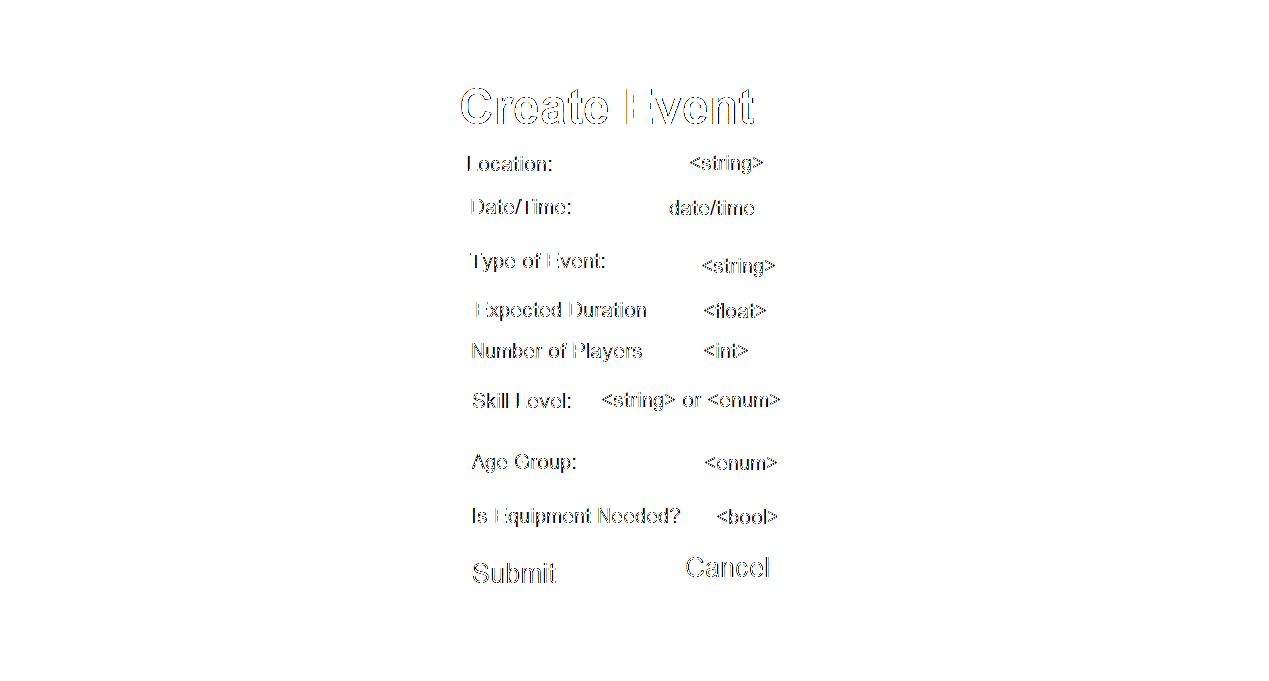 Create Event
Location: <string>
Date/Time: date/time
Type of Event: <string>
Expected Duration <float>
Number of Players <int>
Skill Level: <string> or <enum>
Age Group: <enum>
Is Equipment Needed? <bool>
Submit Cancel